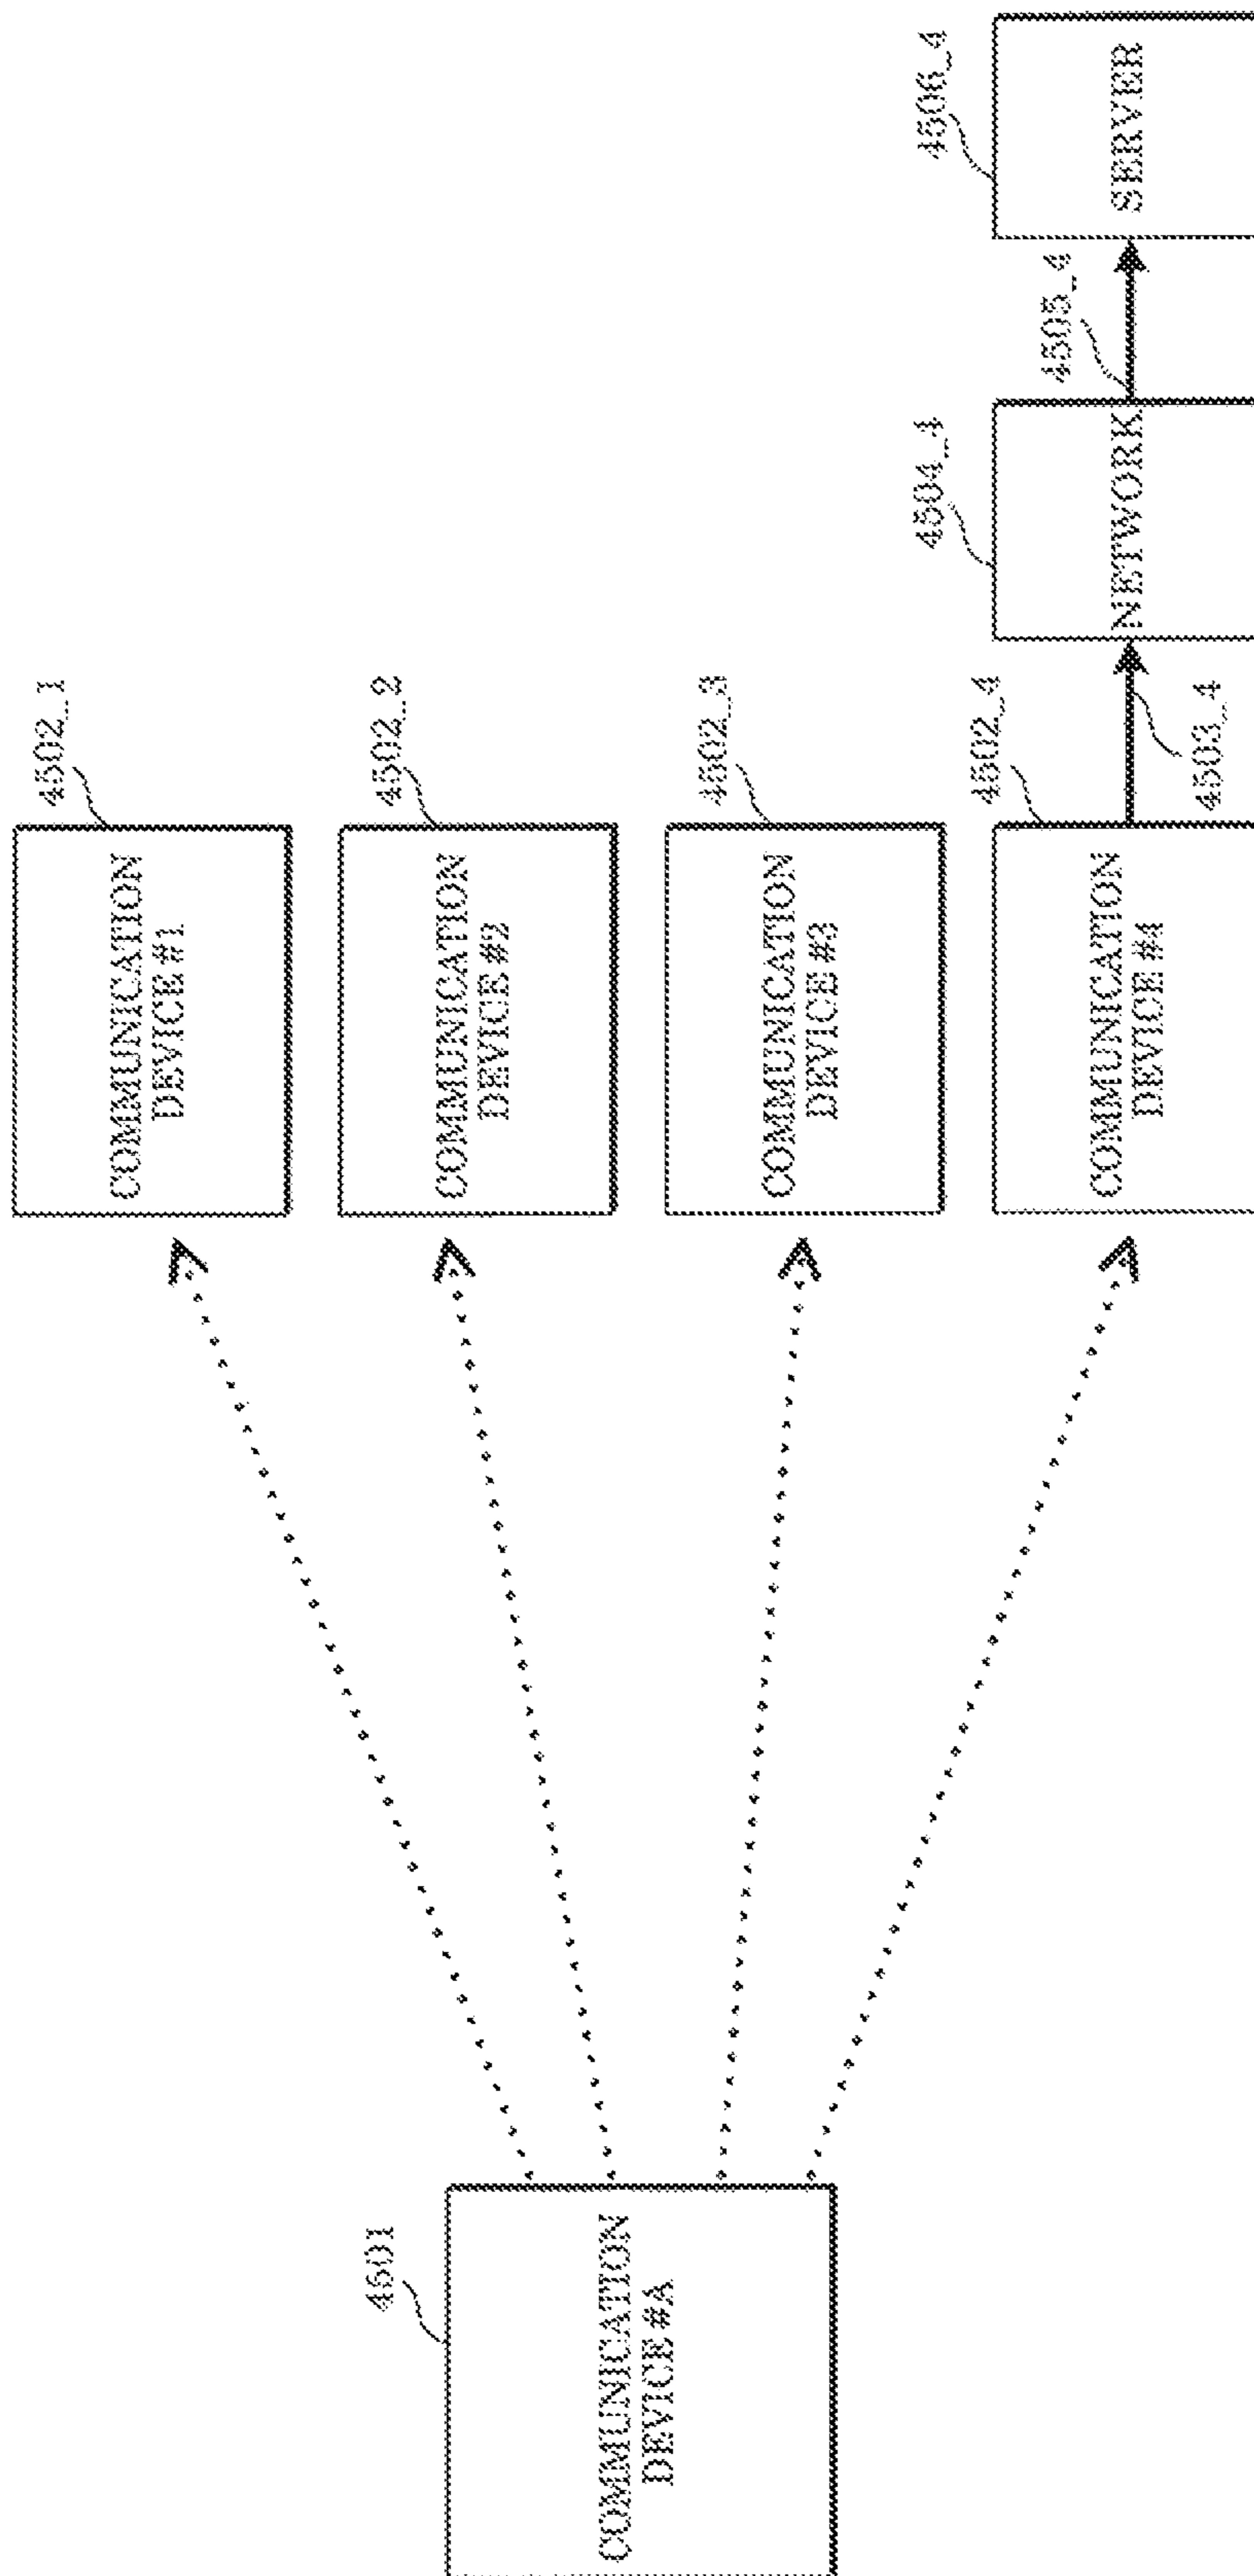 4601
COMMUNICATION
DEVICE #A
4502_1
COMMUNICATION
DEVICE #1
4502_2
COMMUNICATION
DEVICE #2
4502_3
COMMUNICATION
DEVICE #3
4502_4
COMMUNICATION
DEVICE #4
4503_4
4504_4
NETWORK
4505_4
4506_4
SERVER